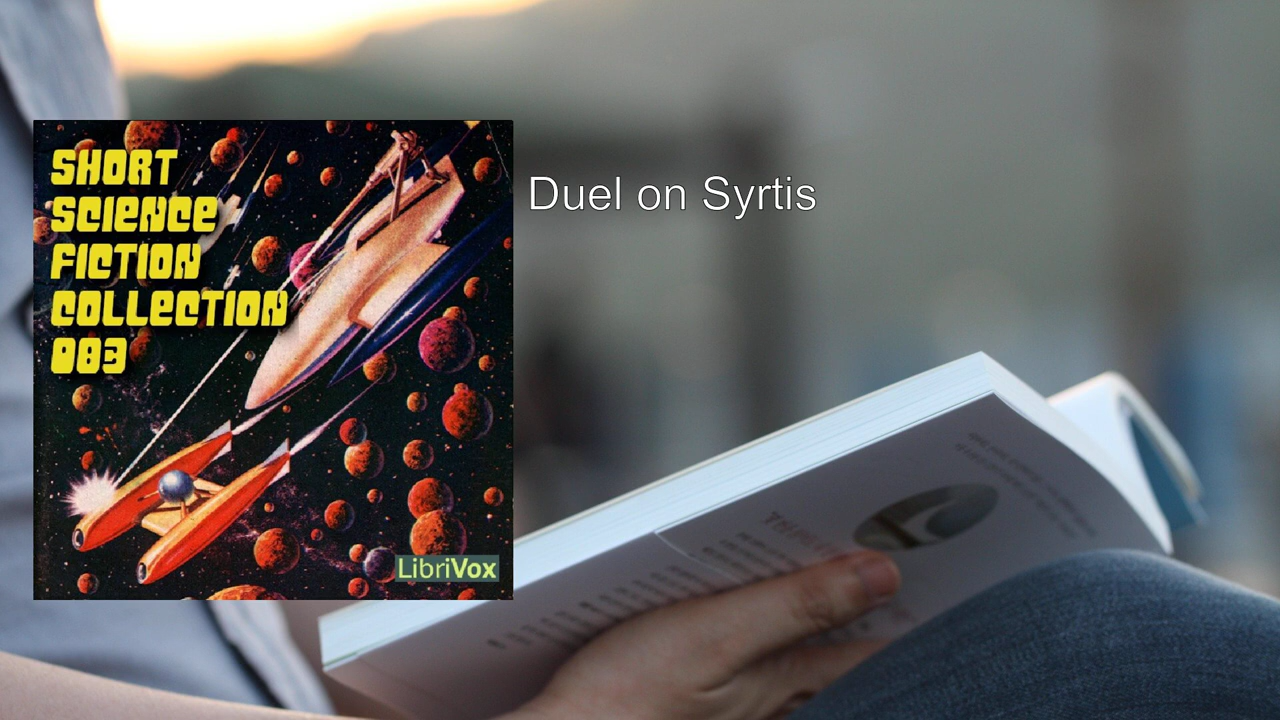 SHORT
SCIENCE
FICTION
COLLECTION
083
LibriVox
Duel on Syrtis